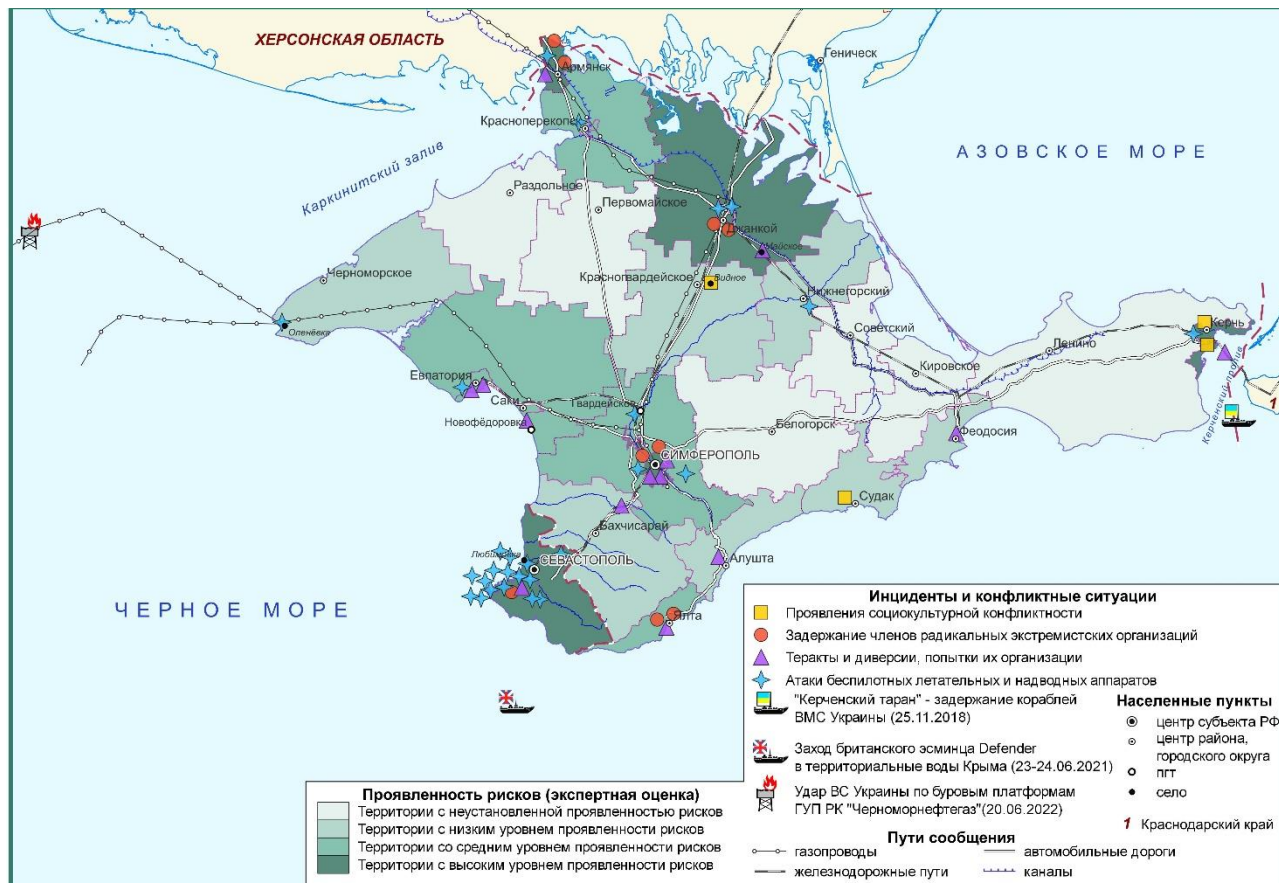 ХЕРСОНСКАЯ ОБЛАСТЬ
Геническ
Армянск
Красноперекопск
АЗОВСКОЕ МОРЕ
Каркинитский залив
Раздольное
Первомайское
Джанкой
Майское
Черноморское
Красногвардейское
Видное
Нижнегорский
Оленёвка
Советский
Керчь
Ленино
Кировское
Евпатория
Саки
Гвардейское
Новофёдоровка
Белогорск
Феодосия
Керченский пролив
1
СИМФЕРОПОЛЬ
Судак
Бахчисарай
Любимовка
СЕВАСТОПОЛЬ
Алушта
ЧЕРНОЕ МОРЕ
Ялта
Инциденты и конфликтные ситуации
Проявления социокультурной конфликтности
Задержание членов радикальных экстремистских организаций
Теракты и диверсии, попытки их организации
Атаки беспилотных летательных и надводных аппаратов
"Керченский таран" - задержание кораблей
ВМС Украины (25.11.2018)
Заход британского эсминца Defender
в территориальные воды Крыма (23-24.06.2021)
Удар ВС Украины по буровым платформам
ГУП РК "Черноморнефтегаз"(20.06.2022)
Населенные пункты
центр субъекта РФ
центр района,
городского округа
пгт
село
1 Краснодарский край
Проявленность рисков (экспертная оценка)
Территории с неустановленной проявленностью рисков
Территории с низким уровнем проявленности рисков
Территории со средним уровнем проявленности рисков
Территории с высоким уровнем проявленности рисков
Пути сообщения
газопроводы
автомобильные дороги
железнодорожные пути
каналы